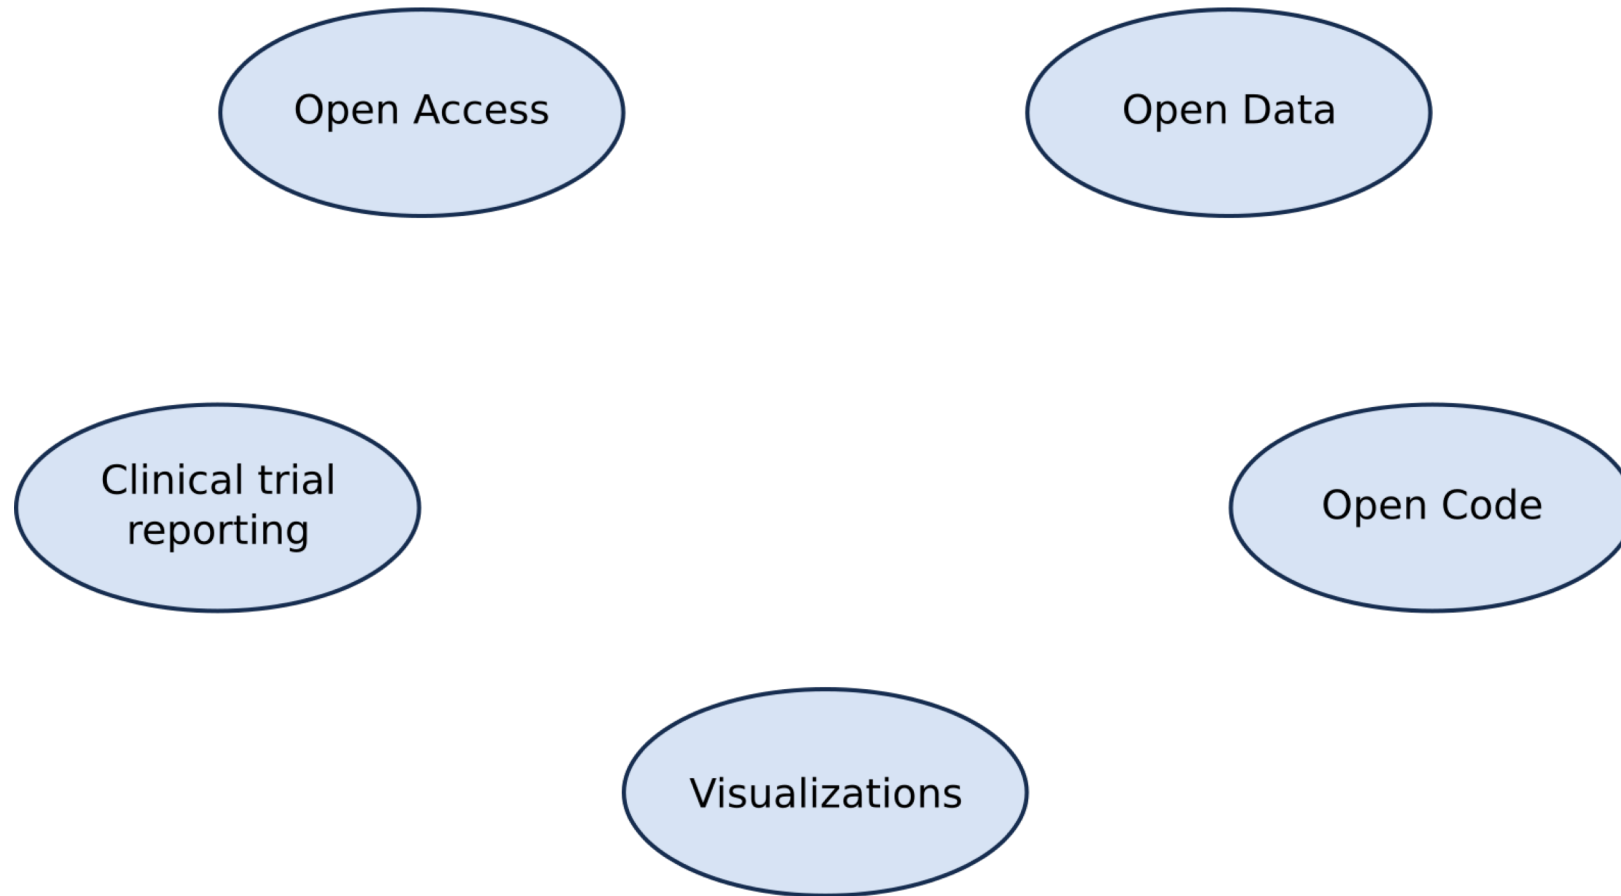 Open Access
Open Data
Clinical trial
reporting
Open Code
Visualizations